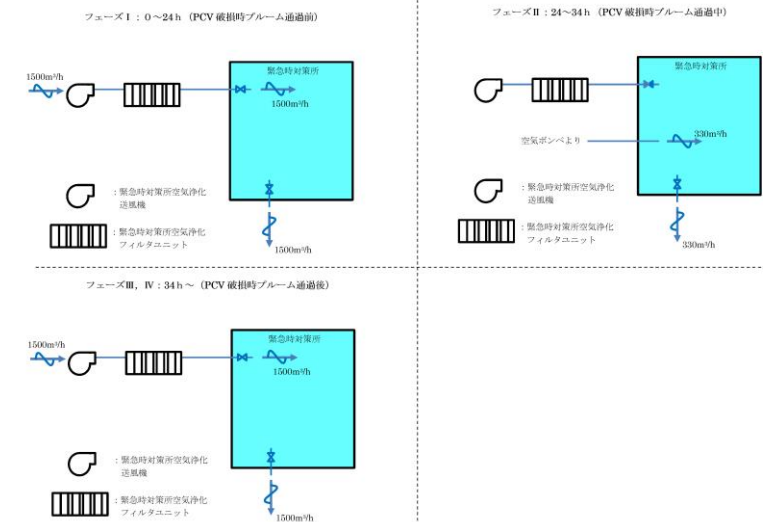 フェーズⅠ:0~24h(PCV 破損時プルーム通過前)
1500m³/h
緊急時対策所
1500m³/h
:緊急時対策所空気浄化
送風機
:緊急時対策所空気浄化
フィルタユニット
1500m³/h
フェーズⅡ:24~34h(PCV 破損時プルーム通過中)
緊急時対策所
空気ボンベより
330m³/h
:緊急時対策所空気浄化
送風機
:緊急時対策所空気浄化
フィルタユニット
330m³/h
フェーズⅢ,Ⅳ:34h~(PCV 破損時プルーム通過後)
1500m³/h
緊急時対策所
1500m³/h
:緊急時対策所空気浄化
送風機
:緊急時対策所空気浄化
フィルタユニット
1500m³/h